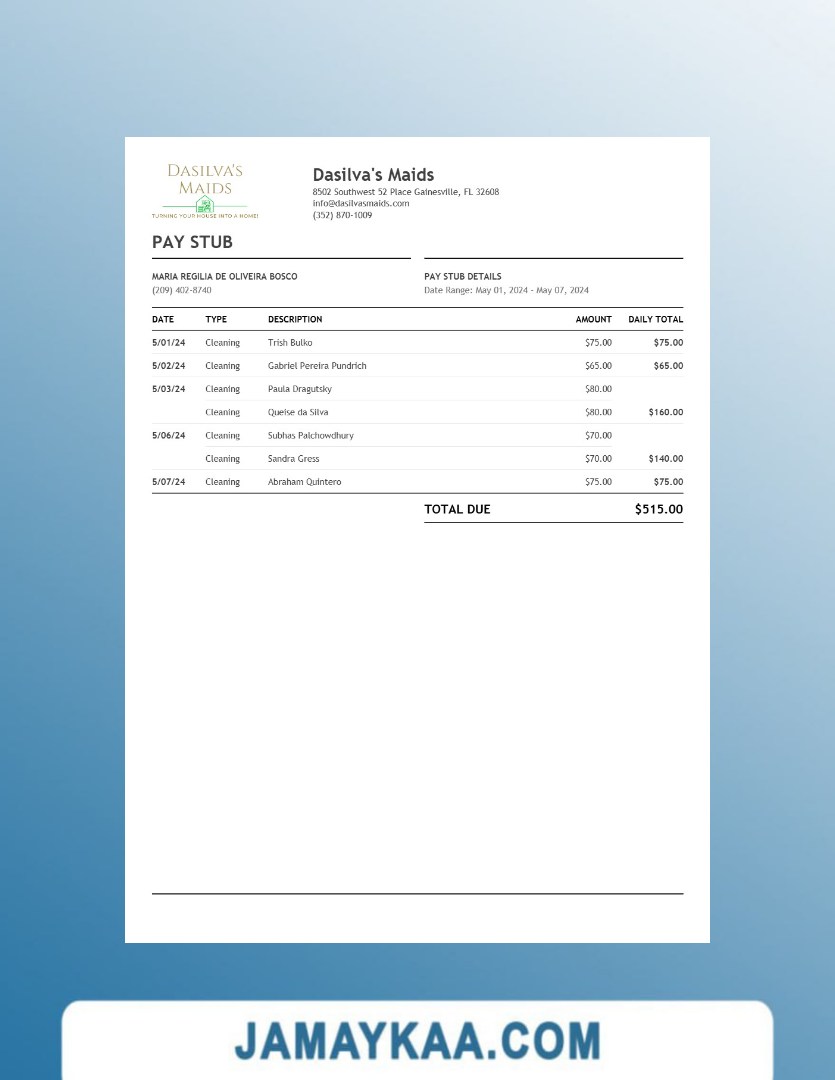 DASILVA'S
MAIDS
TURNING YOUR HOUSE INTO A HOME!
Dasilva's Maids
8502 Southwest 52 Place Gainesville, FL 32608
info@dasilvasmaids.com
(352) 870-1009
PAY STUB
MARIA REGILIA DE OLIVEIRA BOSCO
(209) 402-8740
PAY STUB DETAILS
Date Range: May 01, 2024 - May 07, 2024
DATE TYPE DESCRIPTION AMOUNT DAILY TOTAL
5/01/24 Cleaning Trish Bulko $75.00 $75.00
5/02/24 Cleaning Gabriel Pereira Pundrich $65.00 $65.00
5/03/24 Cleaning Paula Dragutsky $80.00
Cleaning Queise da Silva $80.00 $160.00
5/06/24 Cleaning Subhas Palchowdhury $70.00
Cleaning Sandra Gress $70.00 $140.00
5/07/24 Cleaning Abraham Quintero $75.00 $75.00
TOTAL DUE $515.00
JAMAYKAA.COM